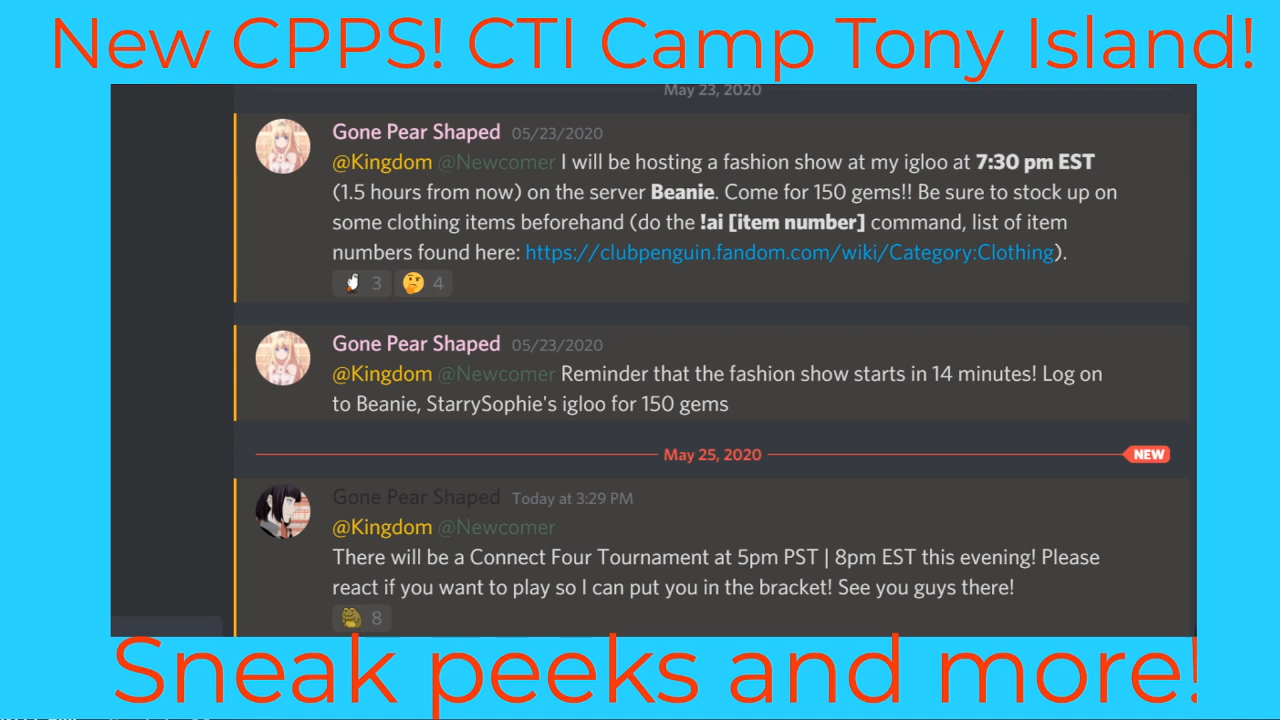 New CPPS! CTI Camp Tony Island!
May 23, 2020
Gone Pear Shaped 05/23/2020
@Kingdom @Newcomer I will be hosting a fashion show at my igloo at 7:30 pm EST
(1.5 hours from now) on the server Beanie. Come for 150 gems!! Be sure to stock up on
some clothing items beforehand (do the !ai [item number] command, list of item
numbers found here: https://clubpenguin.fandom.com/wiki/Category:Clothing).
3 4
Gone Pear Shaped 05/23/2020
@Kingdom @Newcomer Reminder that the fashion show starts in 14 minutes! Log on
to Beanie, StarrySophie's igloo for 150 gems
May 25, 2020 NEW
Gone Pear Shaped Today at 3:29 PM
@Kingdom @Newcomer
There will be a Connect Four Tournament at 5pm PST | 8pm EST this evening! Please
react if you want to play so I can put you in the bracket! See you guys there!
8
Sneak peeks and more!